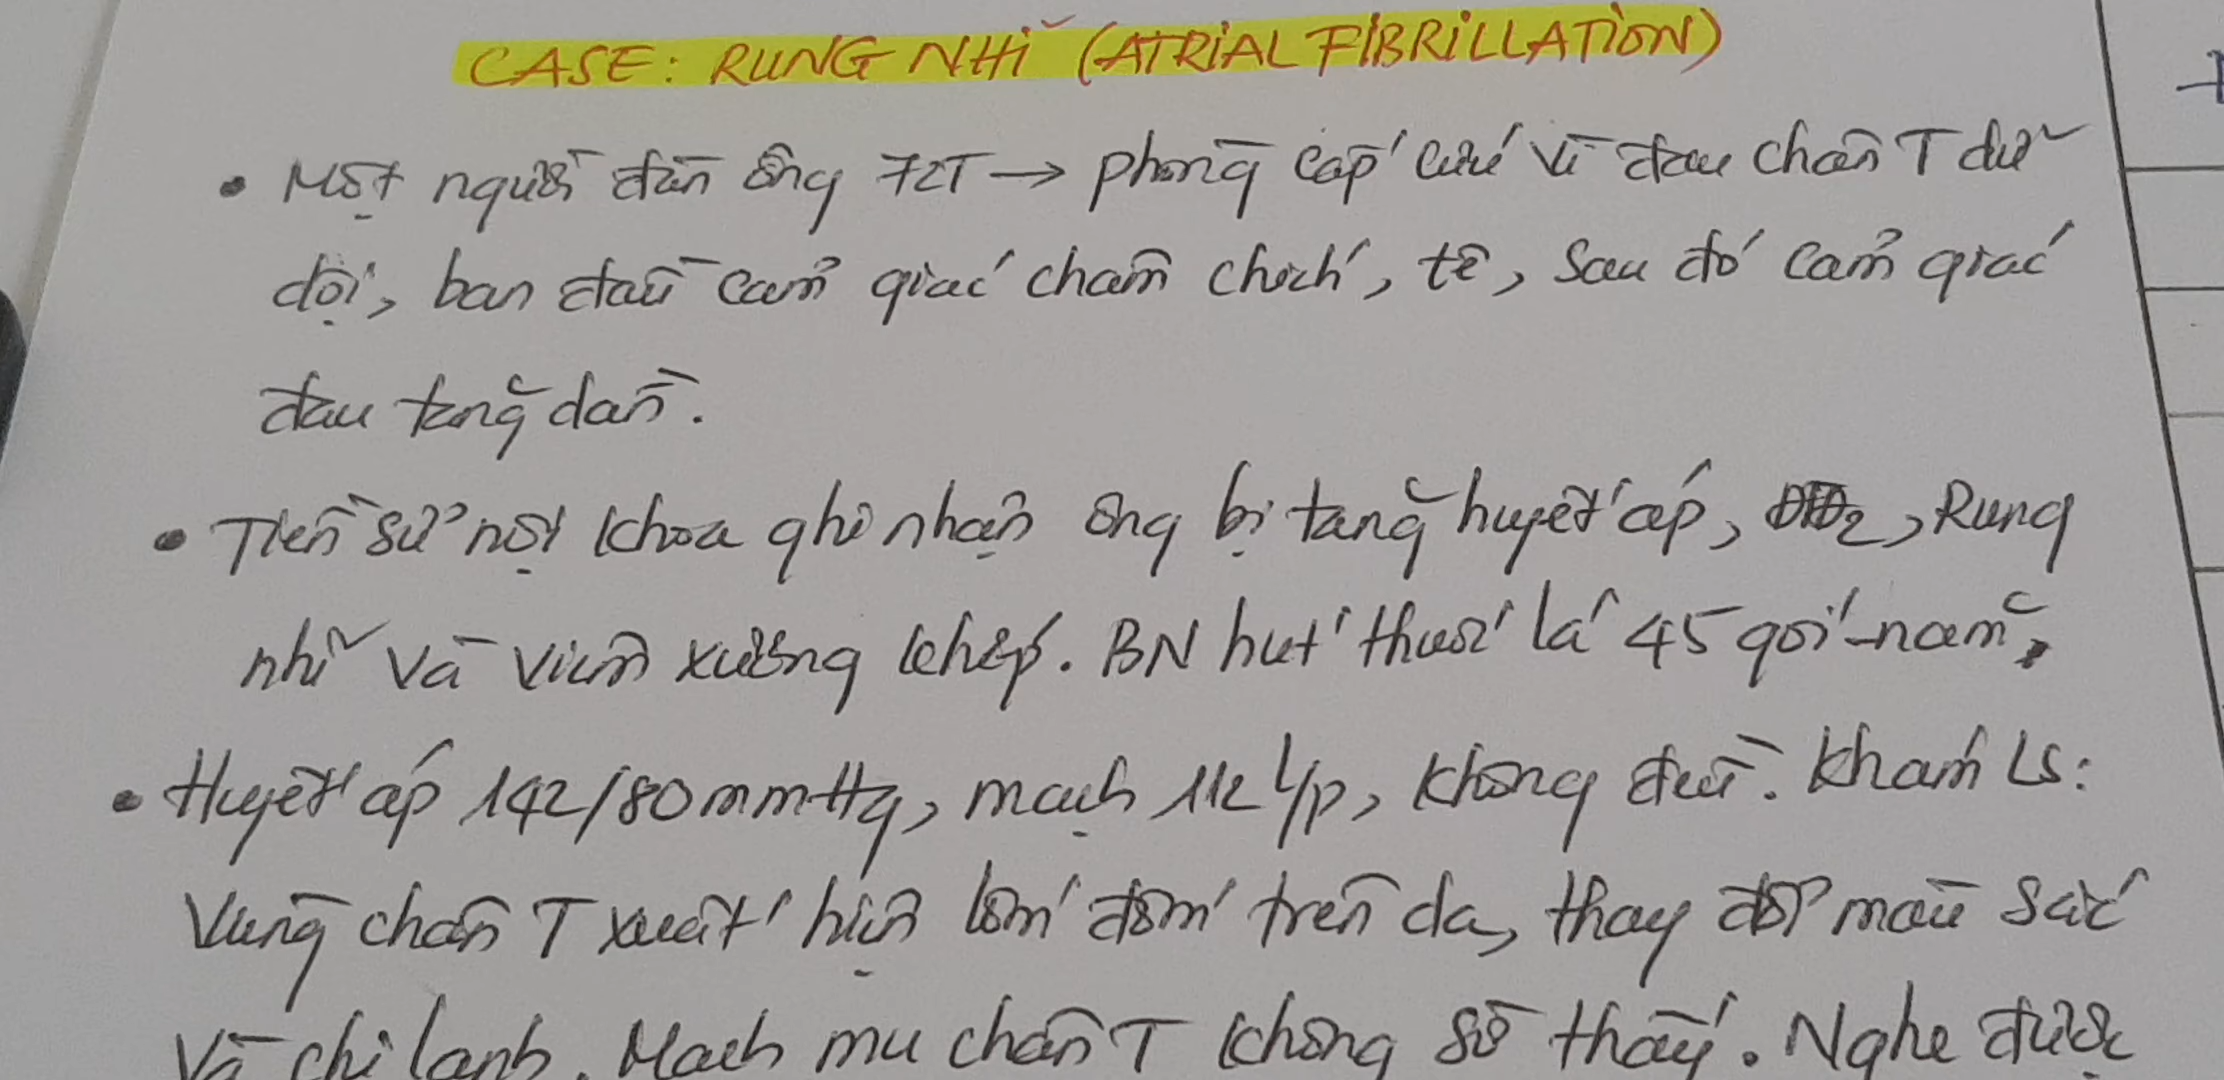 CASE: RUNG NHĨ (ATRIAL FIBRILLATION)
• Một người đàn ông 72T → phòng cấp cứu vì đau chân T dữ
dội, ban đầu cảm giác châm chích, tê, sau đó cảm giác
đau tăng dần.
• Tiền sử nội khoa ghi nhận ông bị tăng huyết áp, ĐTĐ2, Rung
nhĩ và viêm xương khớp. BN hút thuốc lá 45 gói-năm.
• Huyết áp 142/80mmHg, mạch 112 l/p, không đều. Khám LS:
Vùng chân T xuất hiện lốm đốm trên da, thay đổi màu sắc
và chi lạnh. Mạch mu chân T không sờ thấy. Nghe được